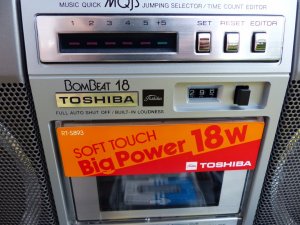 MUSIC QUICK MQJS JUMPING SELECTOR/TIME COUNT EDITOR
1 2 3 4 5 +5 SET RESET EDITOR
BOMBEAT 18
TOSHIBA
FULL AUTO SHUT OFF / BUILT-IN LOUDNESS
RT-S893
SOFT TOUCH
Big Power 18W
TOSHIBA